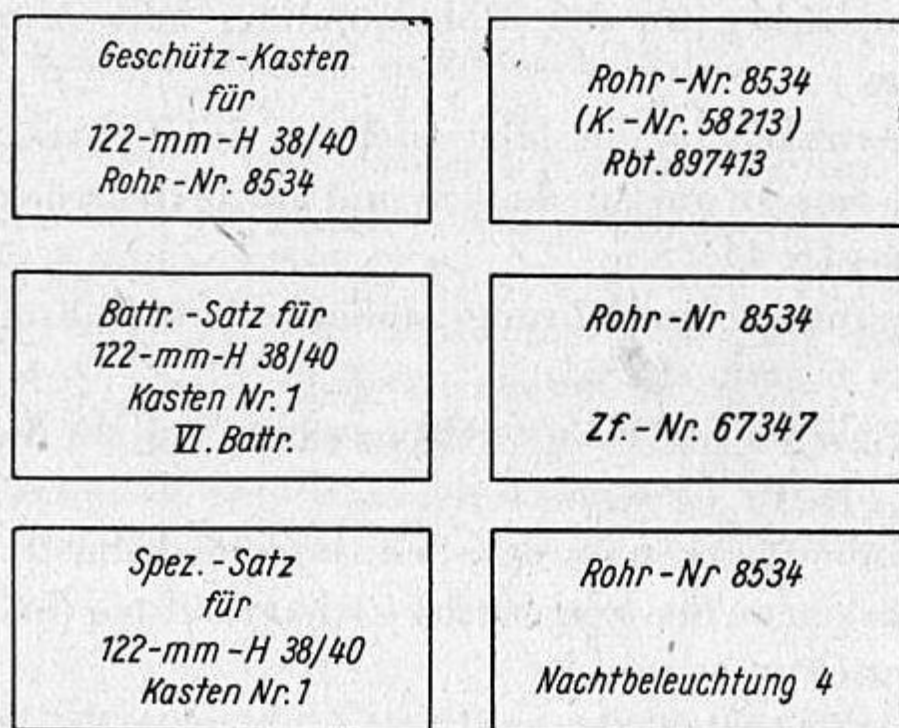 Geschütz-Kasten
für
122-mm-H 38/40
Rohr-Nr. 8534
Rohr-Nr. 8534
(K.-Nr. 58213)
Rbt. 897413
Battr.-Satz für
122-mm-H 38/40
Kasten Nr. 1
VI. Battr.
Rohr-Nr 8534
Zf.-Nr. 67347
Spez.-Satz
für
122-mm-H 38/40
Kasten Nr. 1
Rohr-Nr 8534
Nachtbeleuchtung 4